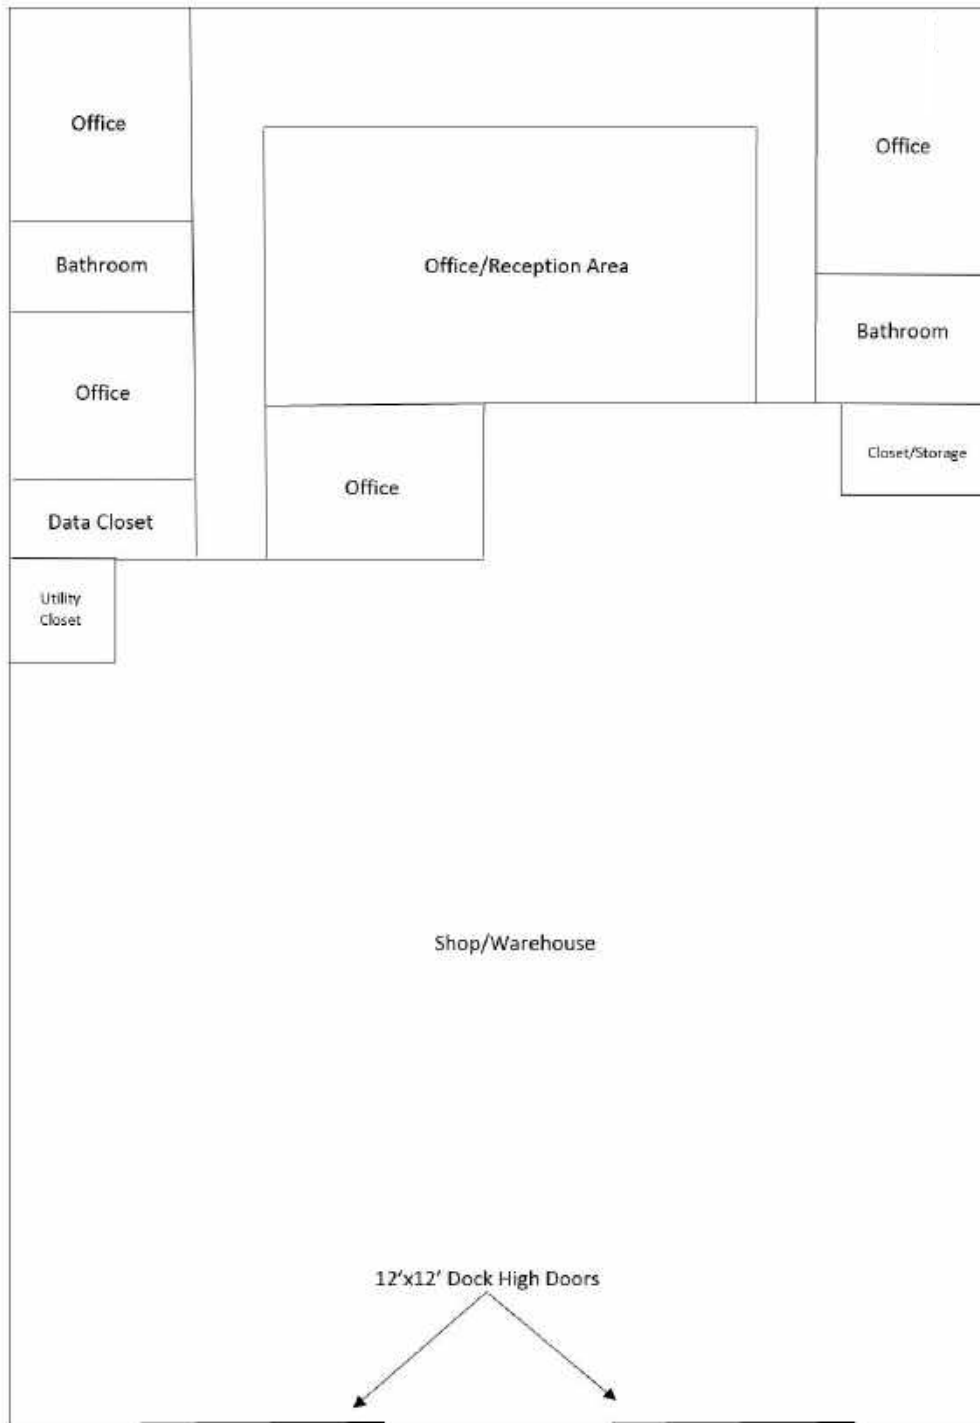 Office
Office
Bathroom
Office/Reception Area
Bathroom
Office
Closet/Storage
Office
Data Closet
Utility
Closet
Shop/Warehouse
12'x12' Dock High Doors